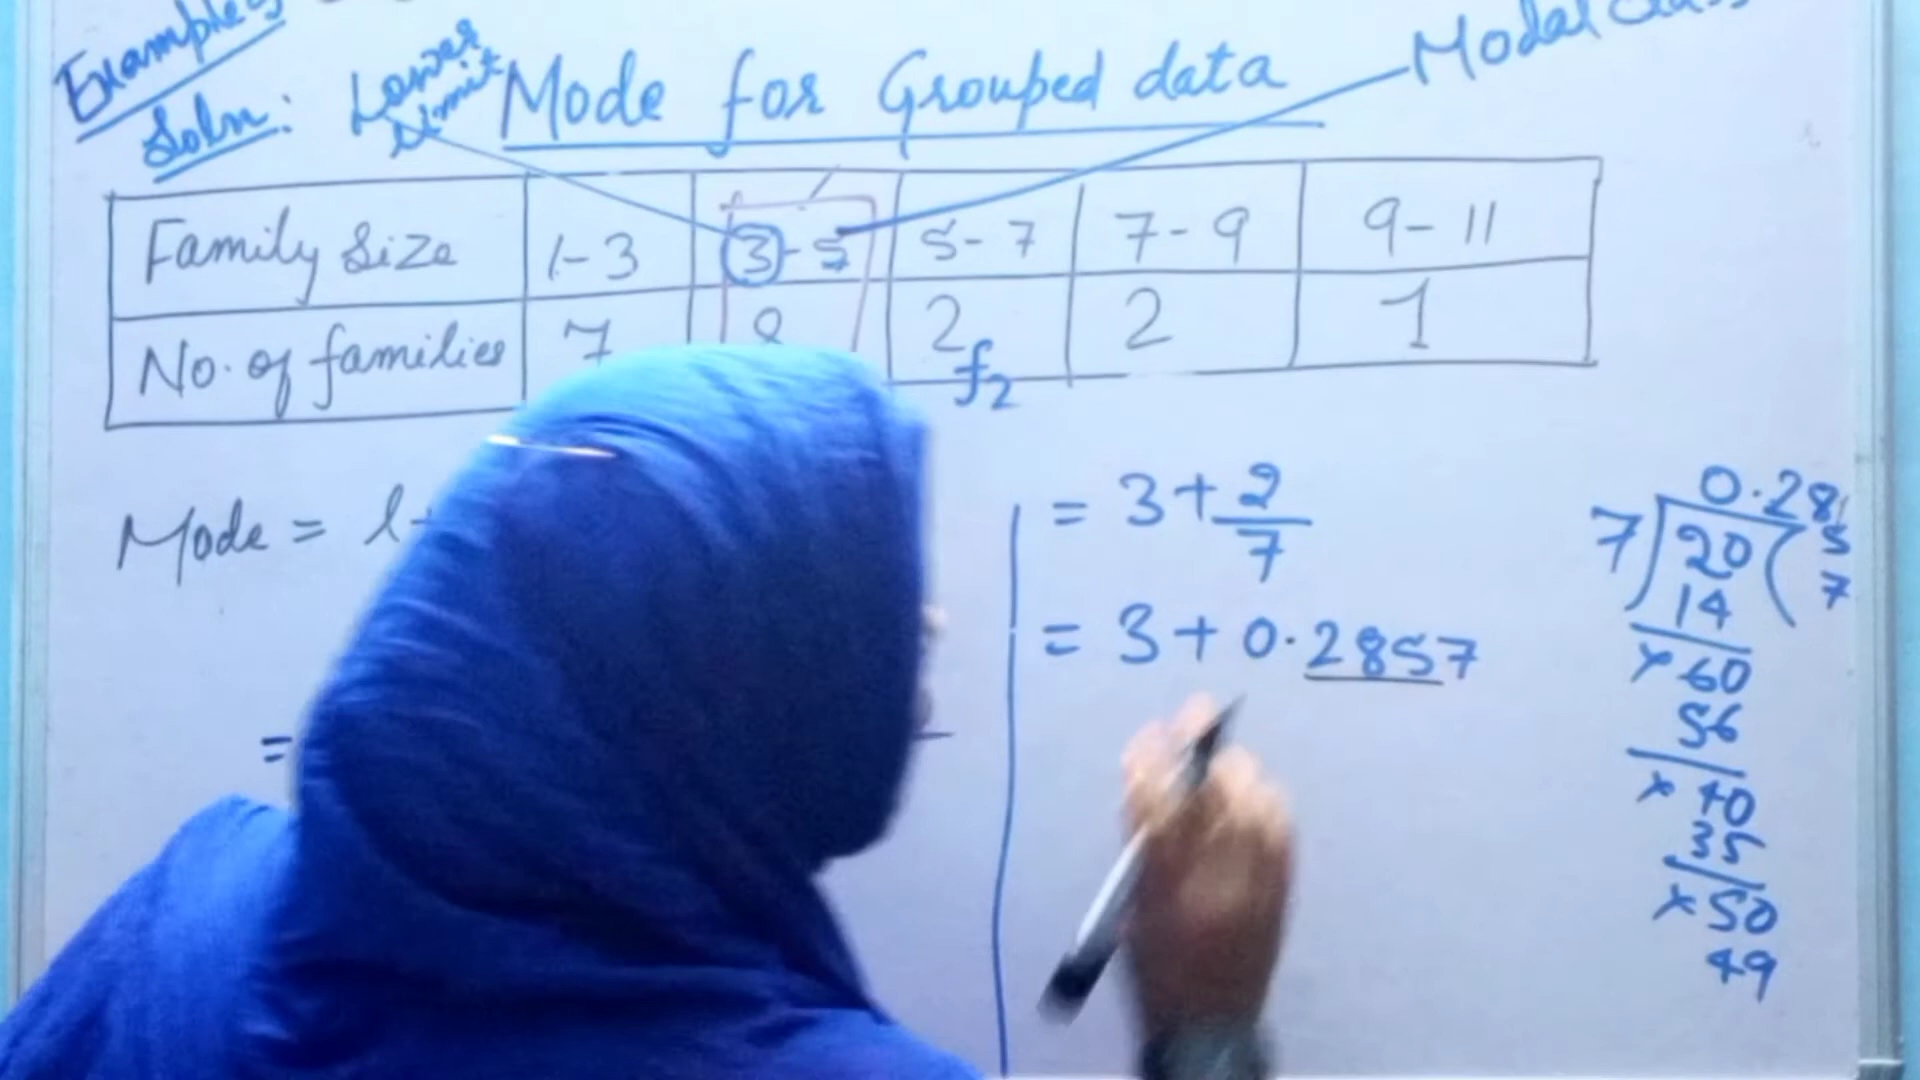 Examples
Soln: Lower limit Mode for Grouped data Modal Class
Family Size 1-3 3-5 5-7 7-9 9-11
No. of families 7 8 2 2 1
f2
Mode = l+
=
= 3 + 2/7
= 3 + 0.2857
0.2857
7 20
14
x 60
56
x 40
35
x 50
49